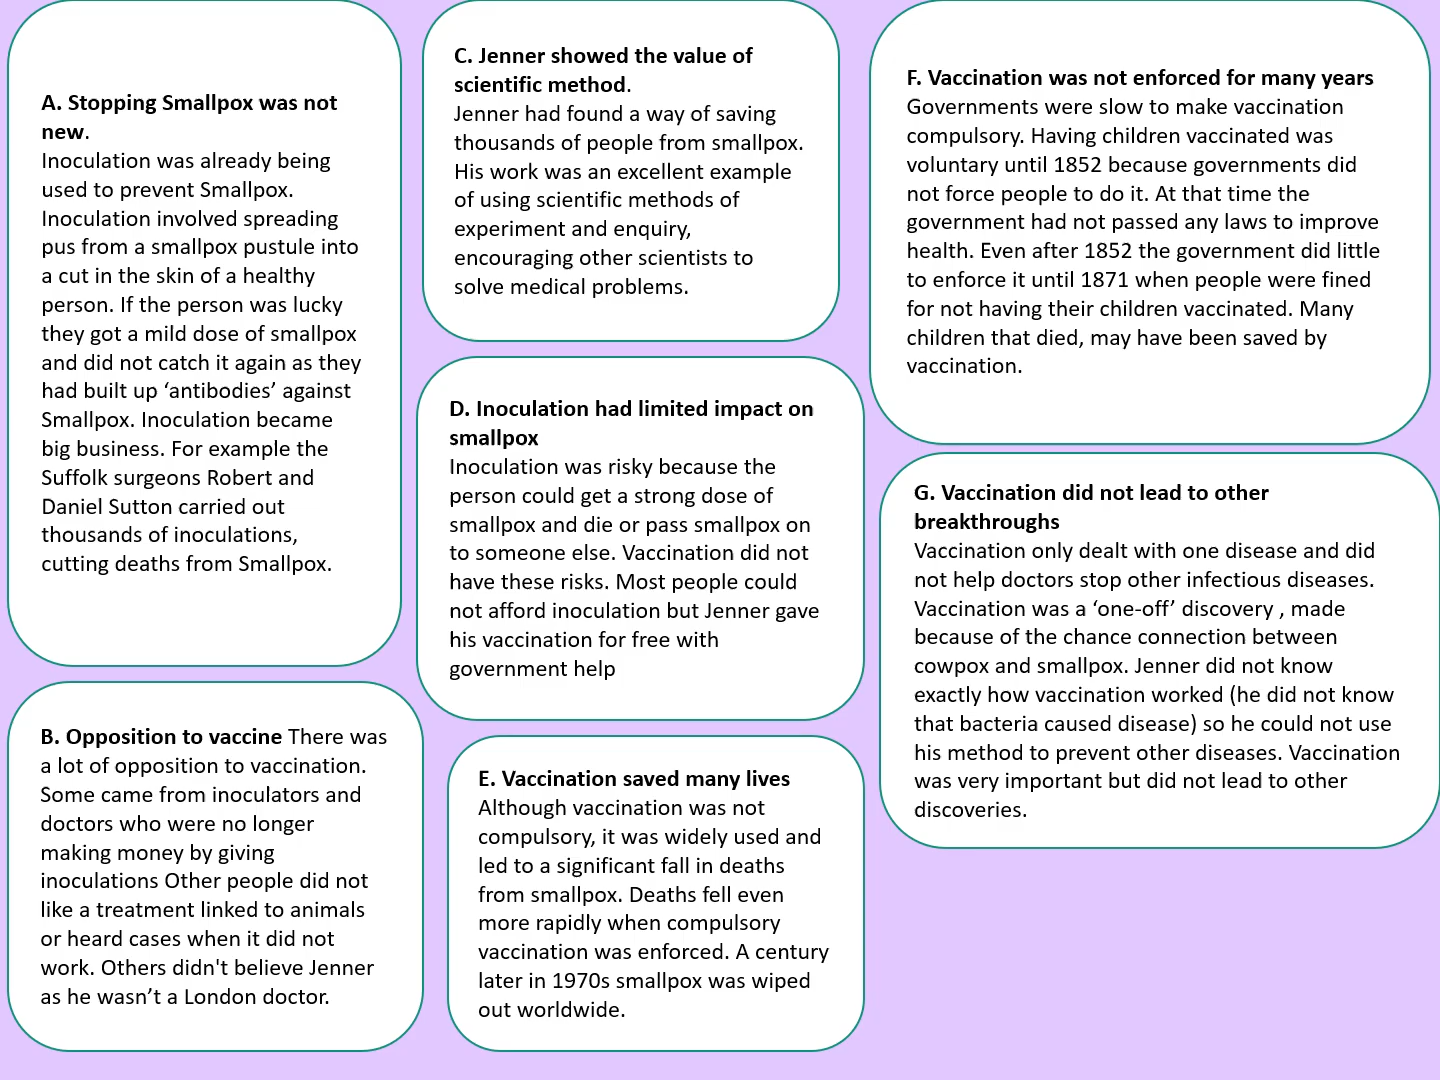 A. Stopping Smallpox was not
new.
Inoculation was already being
used to prevent Smallpox.
Inoculation involved spreading
pus from a smallpox pustule into
a cut in the skin of a healthy
person. If the person was lucky
they got a mild dose of smallpox
and did not catch it again as they
had built up ‘antibodies’ against
Smallpox. Inoculation became
big business. For example the
Suffolk surgeons Robert and
Daniel Sutton carried out
thousands of inoculations,
cutting deaths from Smallpox.
B. Opposition to vaccine There was
a lot of opposition to vaccination.
Some came from inoculators and
doctors who were no longer
making money by giving
inoculations Other people did not
like a treatment linked to animals
or heard cases when it did not
work. Others didn't believe Jenner
as he wasn’t a London doctor.
C. Jenner showed the value of
scientific method.
Jenner had found a way of saving
thousands of people from smallpox.
His work was an excellent example
of using scientific methods of
experiment and enquiry,
encouraging other scientists to
solve medical problems.
D. Inoculation had limited impact on
smallpox
Inoculation was risky because the
person could get a strong dose of
smallpox and die or pass smallpox on
to someone else. Vaccination did not
have these risks. Most people could
not afford inoculation but Jenner gave
his vaccination for free with
government help
E. Vaccination saved many lives
Although vaccination was not
compulsory, it was widely used and
led to a significant fall in deaths
from smallpox. Deaths fell even
more rapidly when compulsory
vaccination was enforced. A century
later in 1970s smallpox was wiped
out worldwide.
F. Vaccination was not enforced for many years
Governments were slow to make vaccination
compulsory. Having children vaccinated was
voluntary until 1852 because governments did
not force people to do it. At that time the
government had not passed any laws to improve
health. Even after 1852 the government did little
to enforce it until 1871 when people were fined
for not having their children vaccinated. Many
children that died, may have been saved by
vaccination.
G. Vaccination did not lead to other
breakthroughs
Vaccination only dealt with one disease and did
not help doctors stop other infectious diseases.
Vaccination was a ‘one-off’ discovery , made
because of the chance connection between
cowpox and smallpox. Jenner did not know
exactly how vaccination worked (he did not know
that bacteria caused disease) so he could not use
his method to prevent other diseases. Vaccination
was very important but did not lead to other
discoveries.